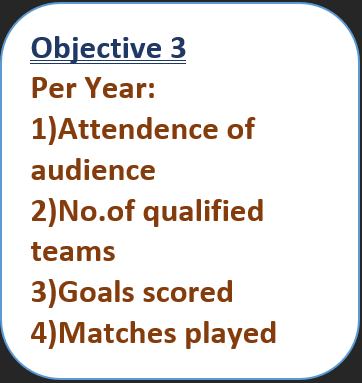 Objective 3
Per Year:
1)Attendence of
audience
2)No.of qualified
teams
3)Goals scored
4)Matches played